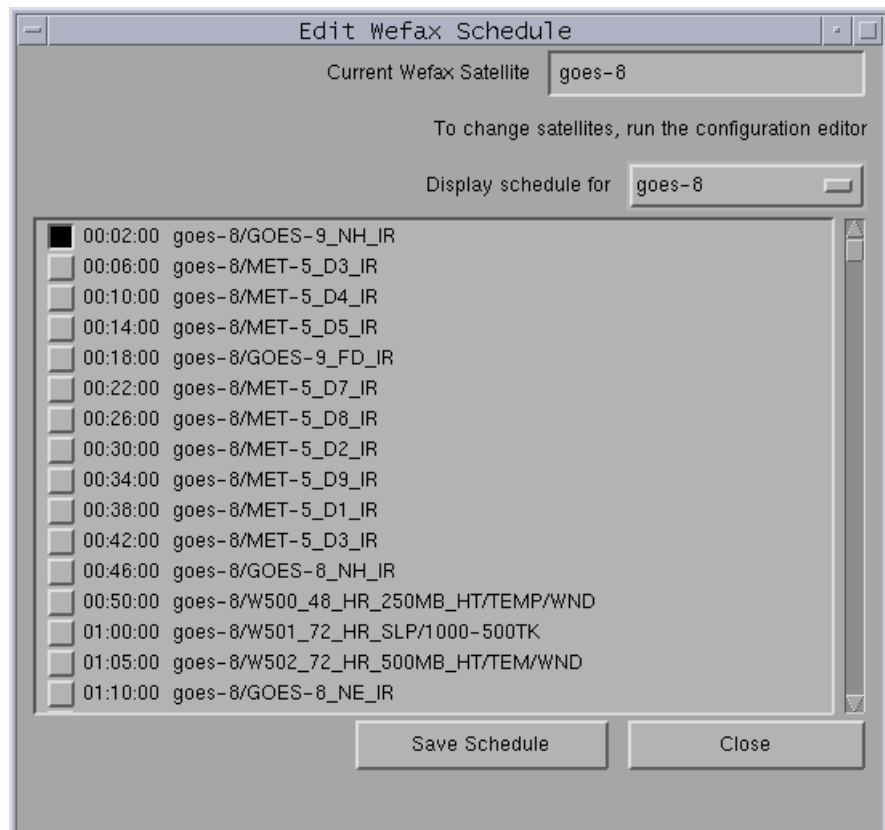 Edit Wefax Schedule
Current Wefax Satellite goes-8
To change satellites, run the configuration editor
Display schedule for goes-8
00:02:00 goes-8/GOES-9_NH_IR
00:06:00 goes-8/MET-5_D3_IR
00:10:00 goes-8/MET-5_D4_IR
00:14:00 goes-8/MET-5_D5_IR
00:18:00 goes-8/GOES-9_FD_IR
00:22:00 goes-8/MET-5_D7_IR
00:26:00 goes-8/MET-5_D8_IR
00:30:00 goes-8/MET-5_D2_IR
00:34:00 goes-8/MET-5_D9_IR
00:38:00 goes-8/MET-5_D1_IR
00:42:00 goes-8/MET-5_D3_IR
00:46:00 goes-8/GOES-8_NH_IR
00:50:00 goes-8/W500_48_HR_250MB_HT/TEMP/WND
01:00:00 goes-8/W501_72_HR_SLP/1000-500TK
01:05:00 goes-8/W502_72_HR_500MB_HT/TEM/WND
01:10:00 goes-8/GOES-8_NE_IR
Save Schedule Close